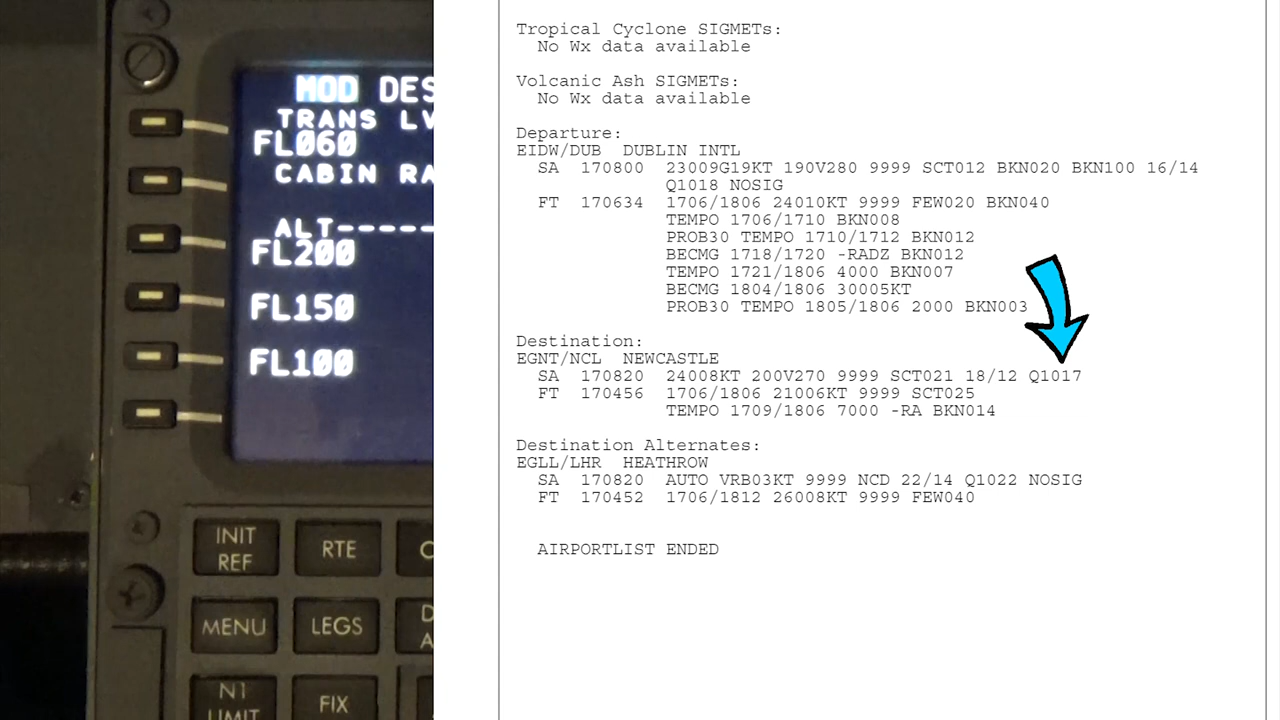 MOD DES
TRANS LV
FL060
CABIN RA
ALT-----
FL200
FL150
FL100
INIT REF
RTE
MENU
LEGS
N1 LIMIT
FIX
Tropical Cyclone SIGMETs:
No Wx data available
Volcanic Ash SIGMETs:
No Wx data available
Departure:
EIDW/DUB DUBLIN INTL
SA 170800 23009G19KT 190V280 9999 SCT012 BKN020 BKN100 16/14
Q1018 NOSIG
FT 170634 1706/1806 24010KT 9999 FEW020 BKN040
TEMPO 1706/1710 BKN008
PROB30 TEMPO 1710/1712 BKN012
BECMG 1718/1720 -RADZ BKN012
TEMPO 1721/1806 4000 BKN007
BECMG 1804/1806 30005KT
PROB30 TEMPO 1805/1806 2000 BKN003
Destination:
EGNT/NCL NEWCASTLE
SA 170820 24008KT 200V270 9999 SCT021 18/12 Q1017
FT 170456 1706/1806 21006KT 9999 SCT025
TEMPO 1709/1806 7000 -RA BKN014
Destination Alternates:
EGLL/LHR HEATHROW
SA 170820 AUTO VRB03KT 9999 NCD 22/14 Q1022 NOSIG
FT 170452 1706/1812 26008KT 9999 FEW040
AIRPORTLIST ENDED